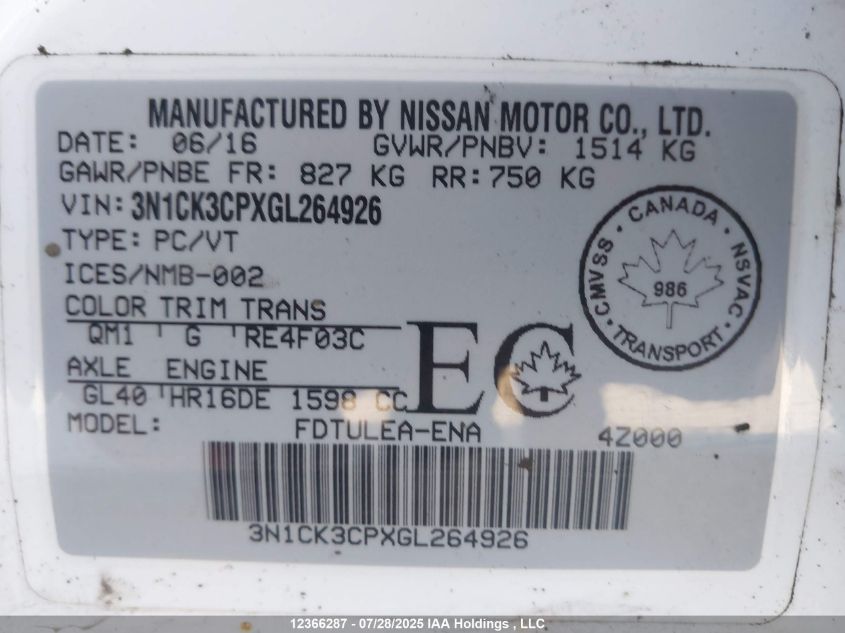 MANUFACTURED BY NISSAN MOTOR CO., LTD.
DATE: 06/16 GVWR/PNBV: 1514 KG
GAWR/PNBE FR: 827 KG RR: 750 KG
VIN: 3N1CK3CPXGL264926
TYPE: PC/VT
ICES/NMB-002
COLOR TRIM TRANS
QM1 G RE4F03C
AXLE ENGINE
GL40 HR16DE 1598 CC
EC
MODEL: FDTULEA-ENA 4Z000
3N1CK3CPXGL264926
CANADA
CMVSS NSVAC
986
TRANSPORT
12366287 - 07/28/2025 IAA Holdings , LLC